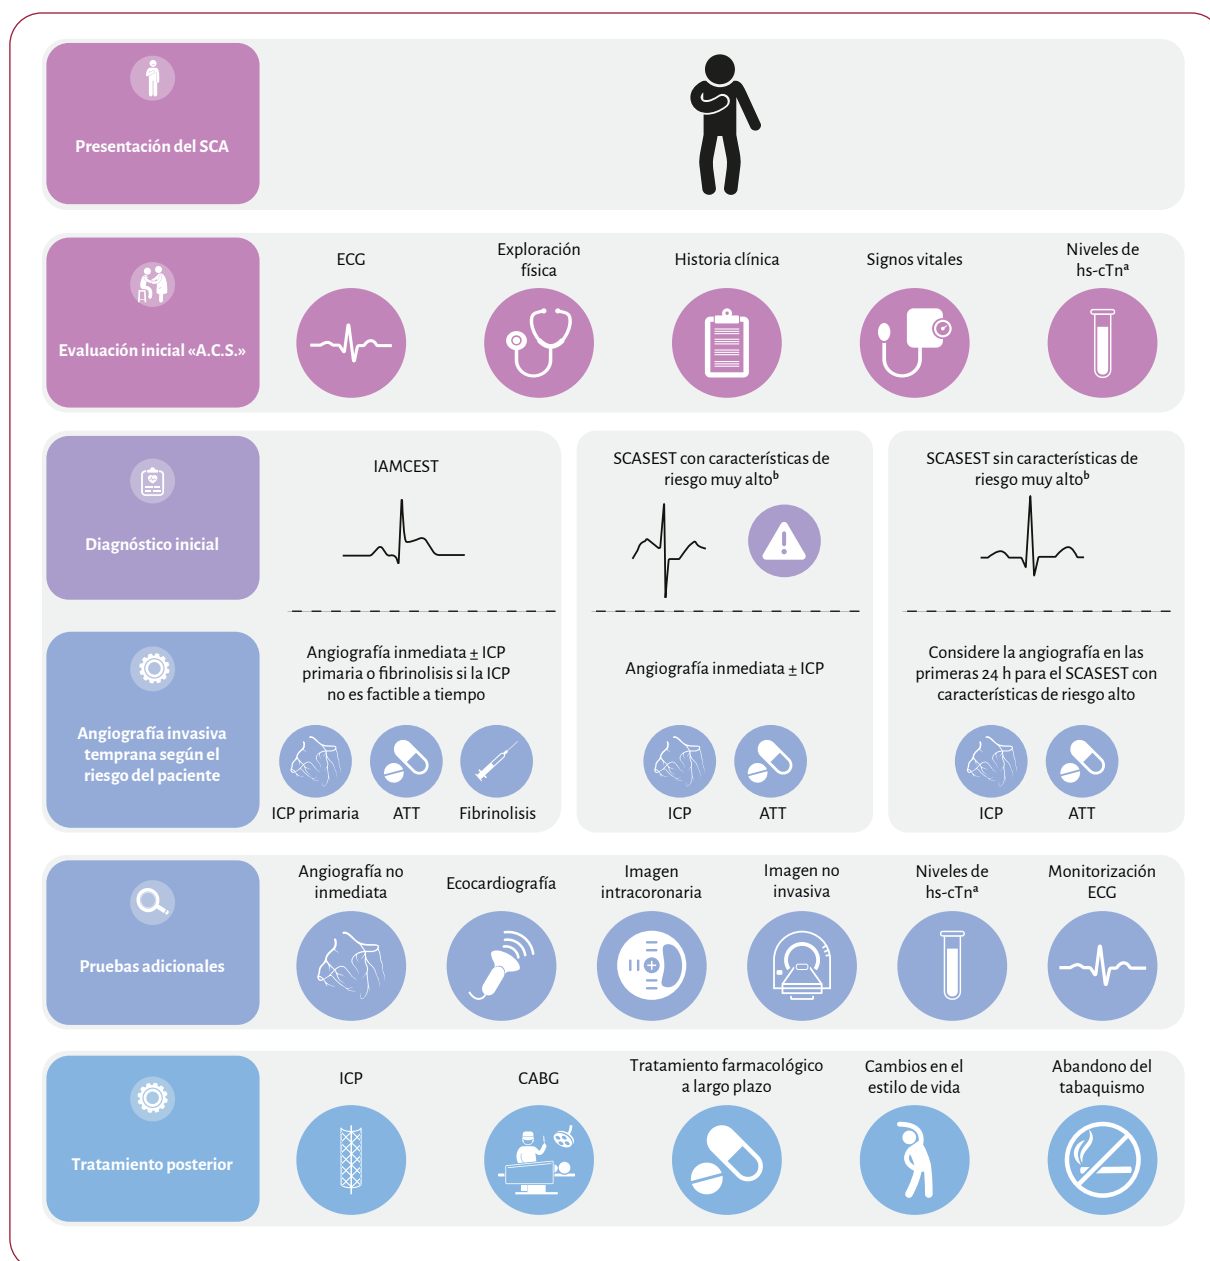 Presentación del SCA
Evaluación inicial «A.C.S.»
ECG
Exploración
física
Historia clínica
Signos vitales
Niveles de
hs-cTnᵃ
Diagnóstico inicial
IAMCEST
SCASEST con características de
riesgo muy altoᵇ
SCASEST sin características de
riesgo muy altoᵇ
Angiografía invasiva
temprana según el
riesgo del paciente
Angiografía inmediata ± ICP
primaria o fibrinolisis si la ICP
no es factible a tiempo
ICP primaria
ATT
Fibrinolisis
Angiografía inmediata ± ICP
ICP
ATT
Considere la angiografía en las
primeras 24 h para el SCASEST con
características de riesgo alto
ICP
ATT
Pruebas adicionales
Angiografía no
inmediata
Ecocardiografía
Imagen
intracoronaria
Imagen no
invasiva
Niveles de
hs-cTnᵃ
Monitorización
ECG
Tratamiento posterior
ICP
CABG
Tratamiento farmacológico
a largo plazo
Cambios en el
estilo de vida
Abandono del
tabaquismo